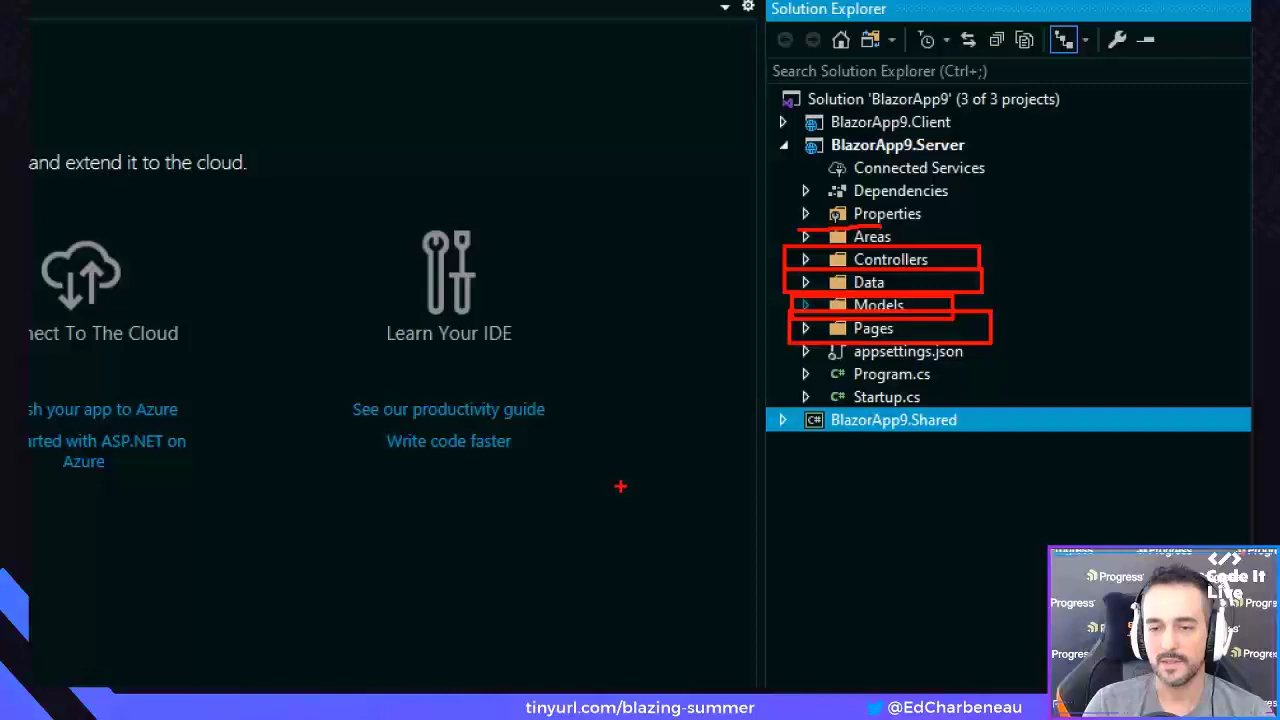 Solution Explorer
Search Solution Explorer (Ctrl+;)
Solution 'BlazorApp9' (3 of 3 projects)
BlazorApp9.Client
BlazorApp9.Server
Connected Services
Dependencies
Properties
Areas
Controllers
Data
Models
Pages
appsettings.json
C# Program.cs
C# Startup.cs
C# BlazorApp9.Shared
and extend it to the cloud.
nect To The Cloud
sh your app to Azure
arted with ASP.NET on
Azure
Learn Your IDE
See our productivity guide
Write code faster
Progress
Progress
Progress
</> Code It
Live
Progress
Progress
Progress
Progress
tinyurl.com/blazing-summer
@EdCharbeneau